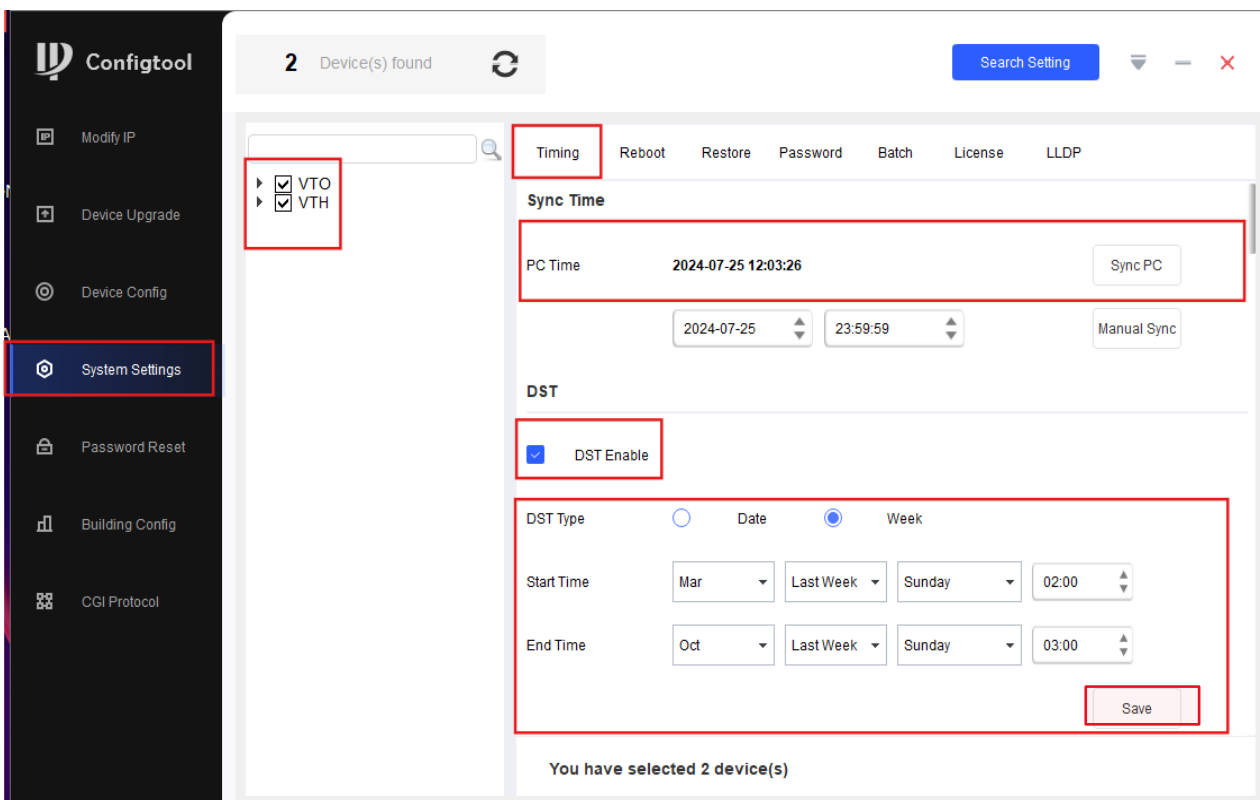 Configtool
2 Device(s) found
Search Setting
IP Modify IP
Device Upgrade
Device Config
System Settings
Password Reset
Building Config
CGI Protocol
VTO
VTH
Timing Reboot Restore Password Batch License LLDP
Sync Time
PC Time 2024-07-25 12:03:26 Sync PC
2024-07-25 23:59:59 Manual Sync
DST
DST Enable
DST Type Date Week
Start Time Mar Last Week Sunday 02:00
End Time Oct Last Week Sunday 03:00
Save
You have selected 2 device(s)